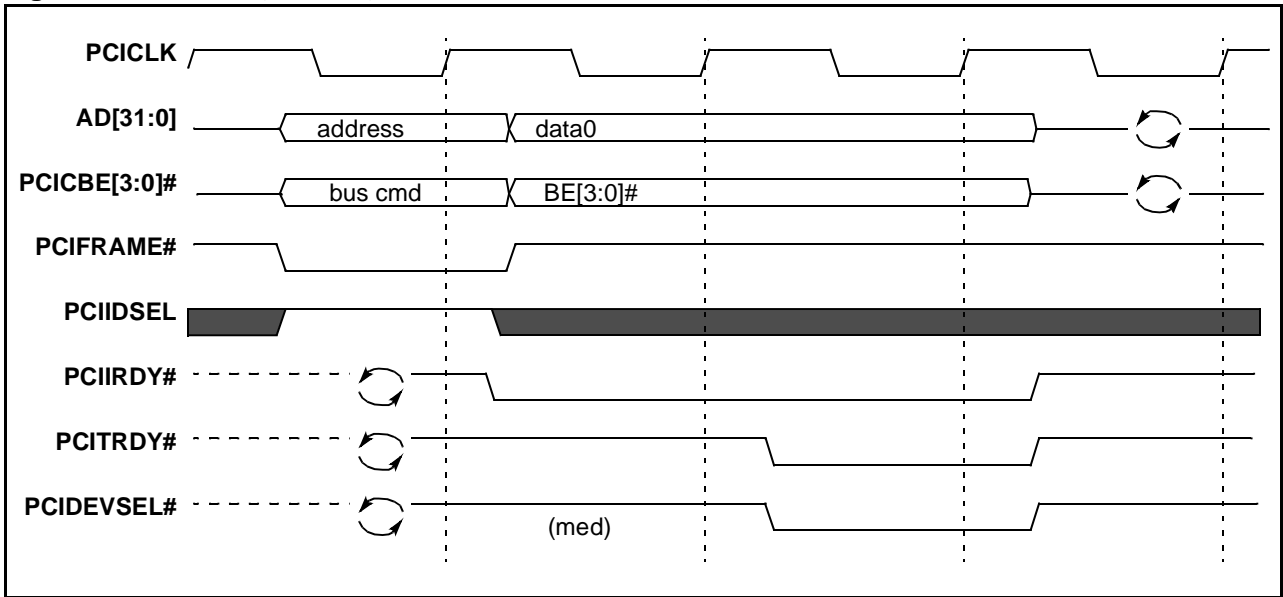 PCICLK
AD[31:0]
address
data0
PCICBE[3:0]#
bus cmd
BE[3:0]#
PCIFRAME#
PCIIDSEL
PCIIRDY#
PCITRDY#
PCIDEVSEL#
(med)